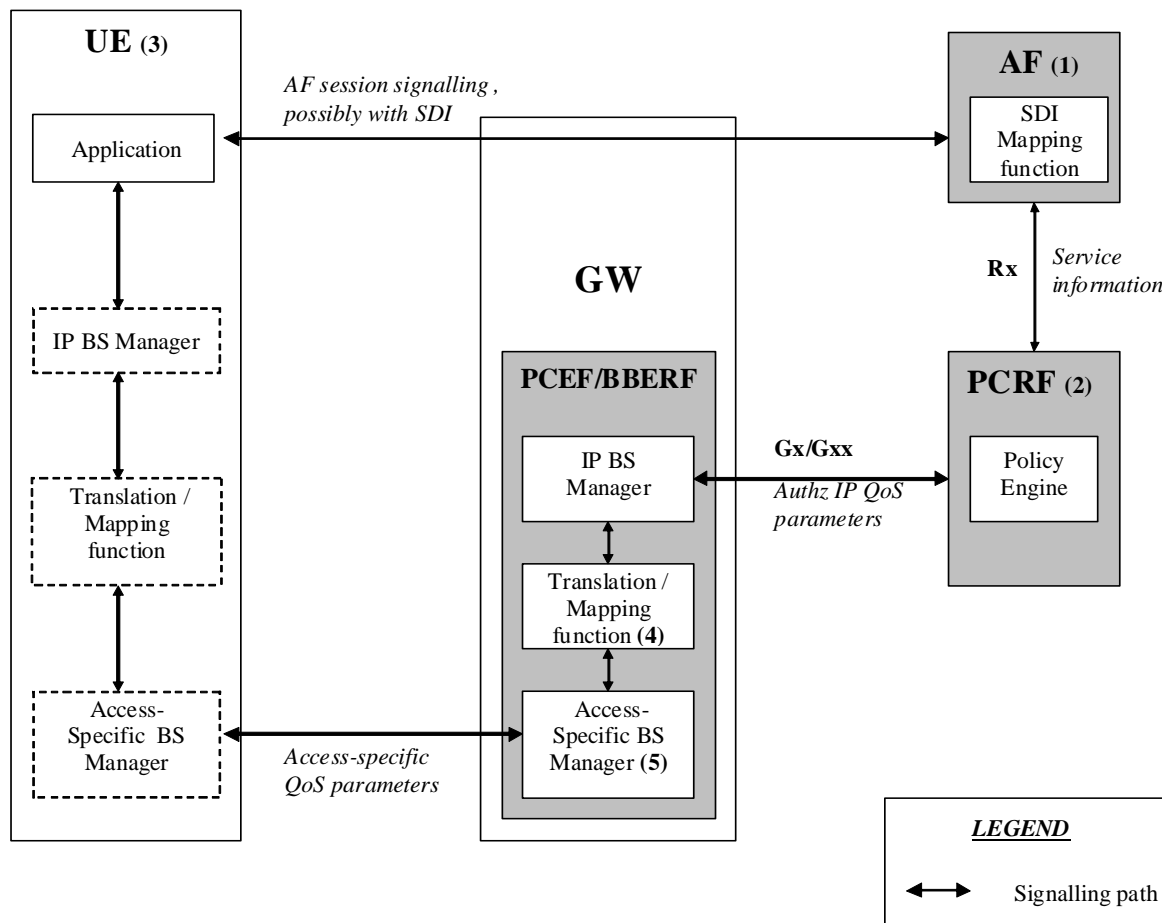 UE (3)
AF session signalling ,
possibly with SDI
AF (1)
SDI
Mapping
function
Application
GW
Rx
Service
information
IP BS Manager
PCEF/BBERF
PCRF (2)
IP BS
Manager
Gx/Gxx
Authz IP QoS
parameters
Policy
Engine
Translation /
Mapping
function
Translation /
Mapping
function (4)
Access-
Specific BS
Manager
Access-specific
QoS parameters
Access-
Specific BS
Manager (5)
LEGEND
Signalling path